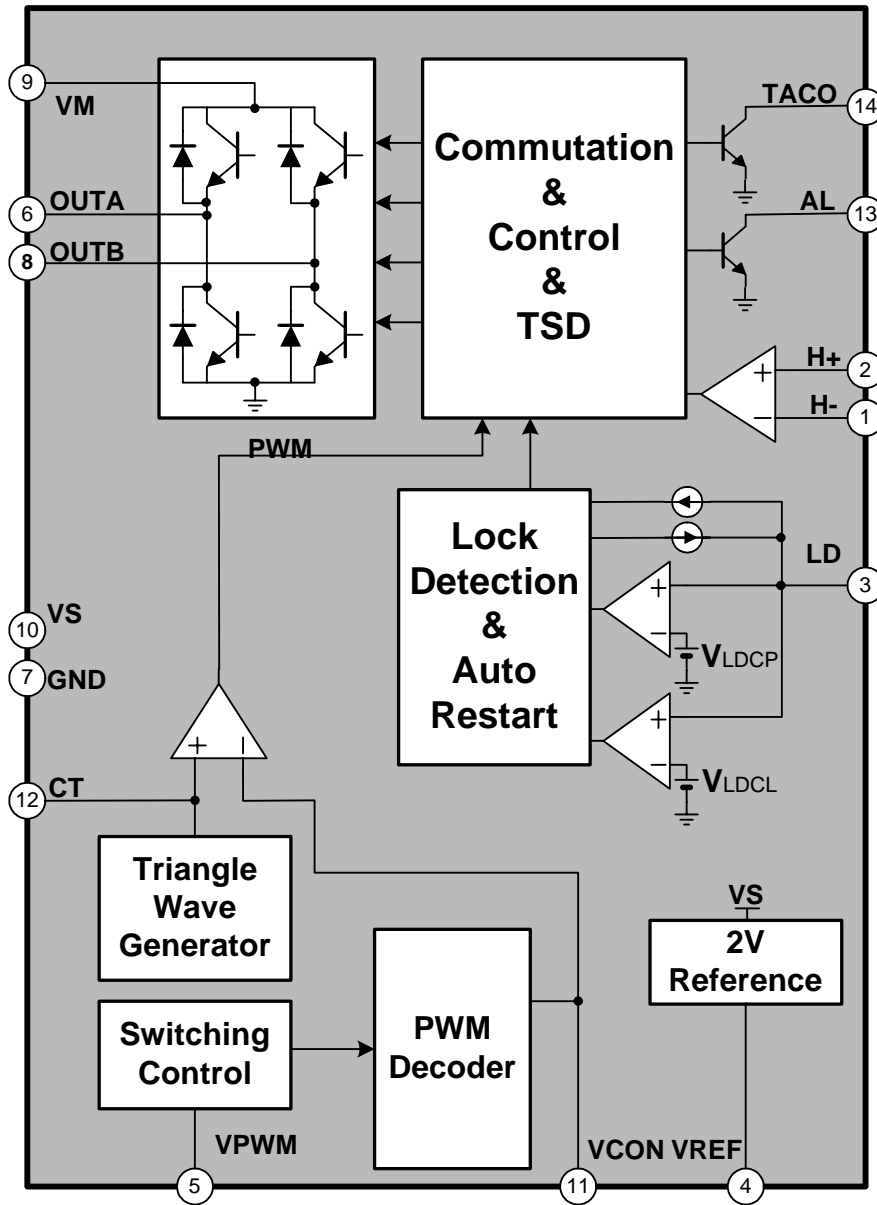 9
VM
TACO
14
Commutation
&
Control
&
TSD
6
OUTA
AL
13
8
OUTB
H+
2
H-
1
PWM
Lock
Detection
&
Auto
Restart
LD
3
VLDCP
VLDCL
VS
10
7
GND
CT
12
Triangle
Wave
Generator
VS
2V
Reference
Switching
Control
PWM
Decoder
VPWM
5
VCON VREF
11
4